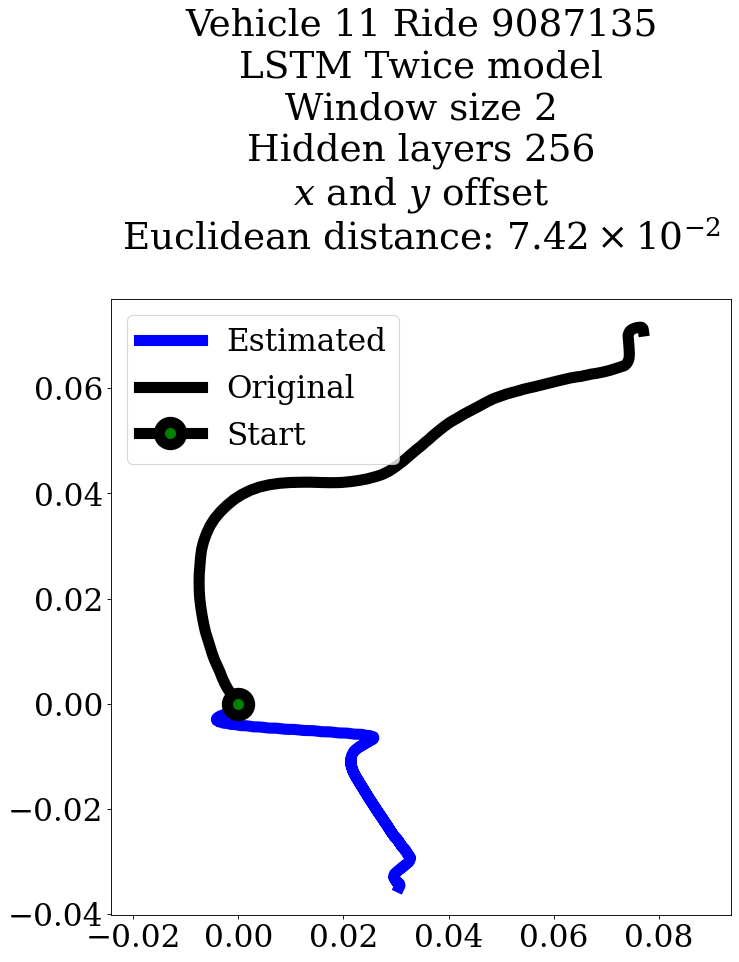 Vehicle 11 Ride 9087135
LSTM Twice model
Window size 2
Hidden layers 256
x and y offset
Euclidean distance: 7.42 × 10⁻²
Estimated
Original
Start
0.06
0.04
0.02
0.00
−0.02
−0.04
−0.02 0.00 0.02 0.04 0.06 0.08